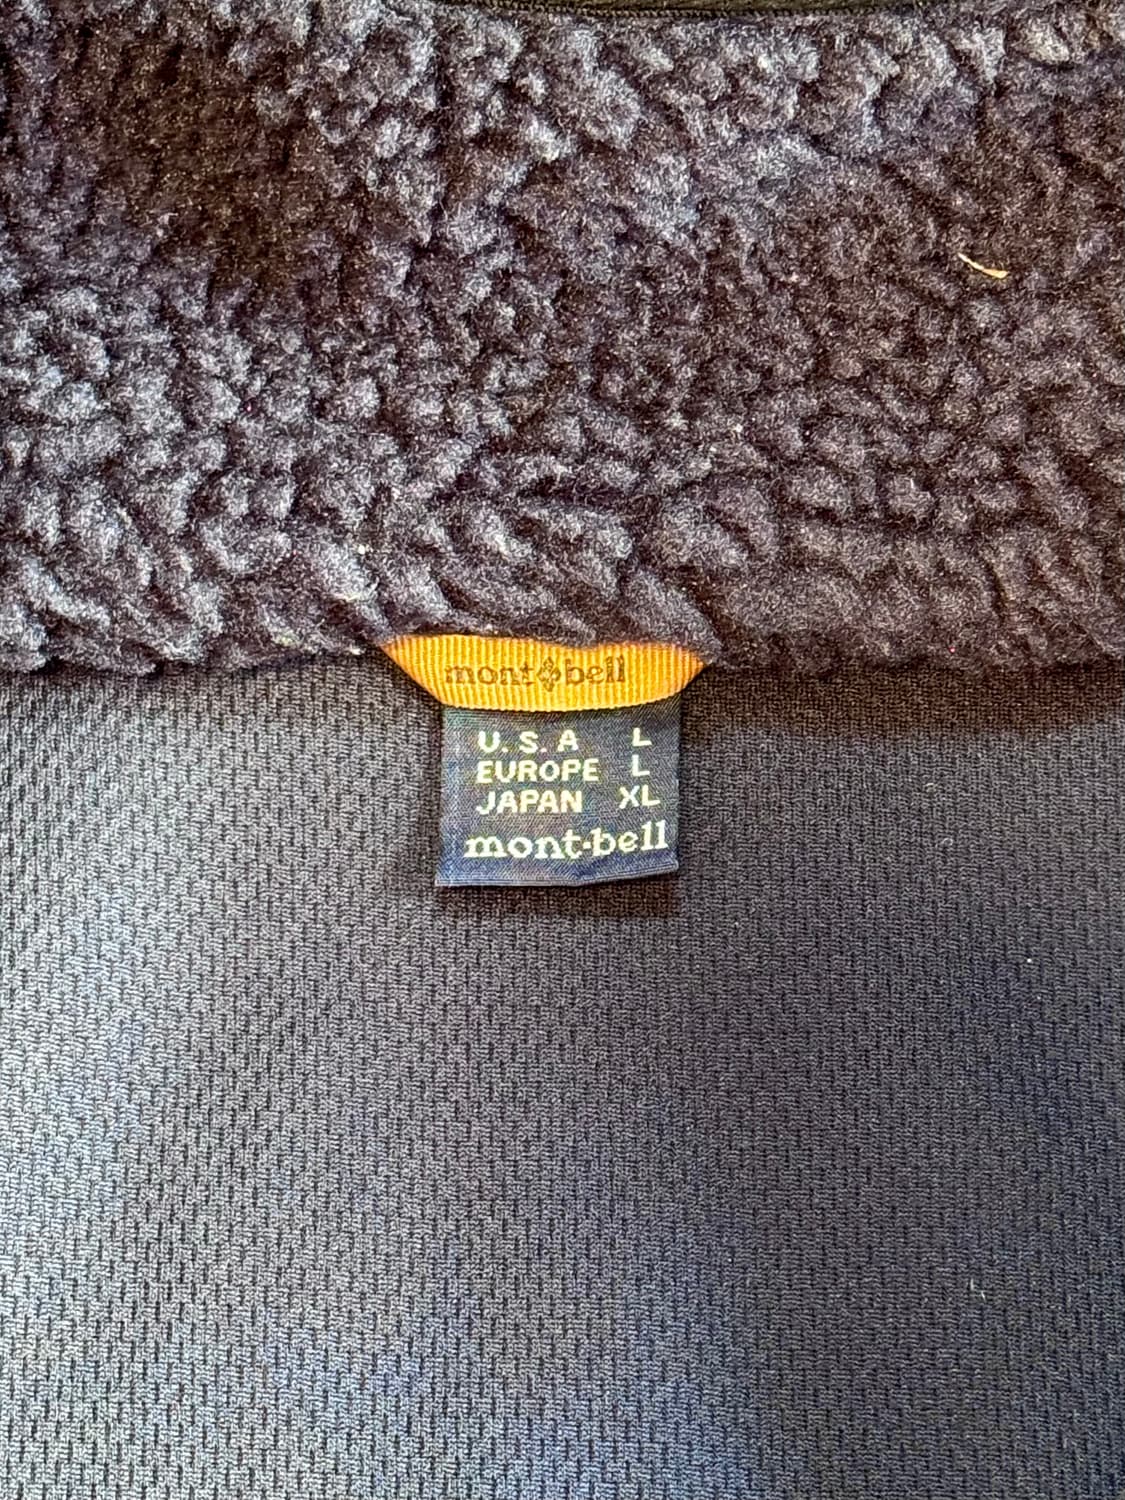 mont bell
U.S.A L
EUROPE L
JAPAN XL
mont-bell